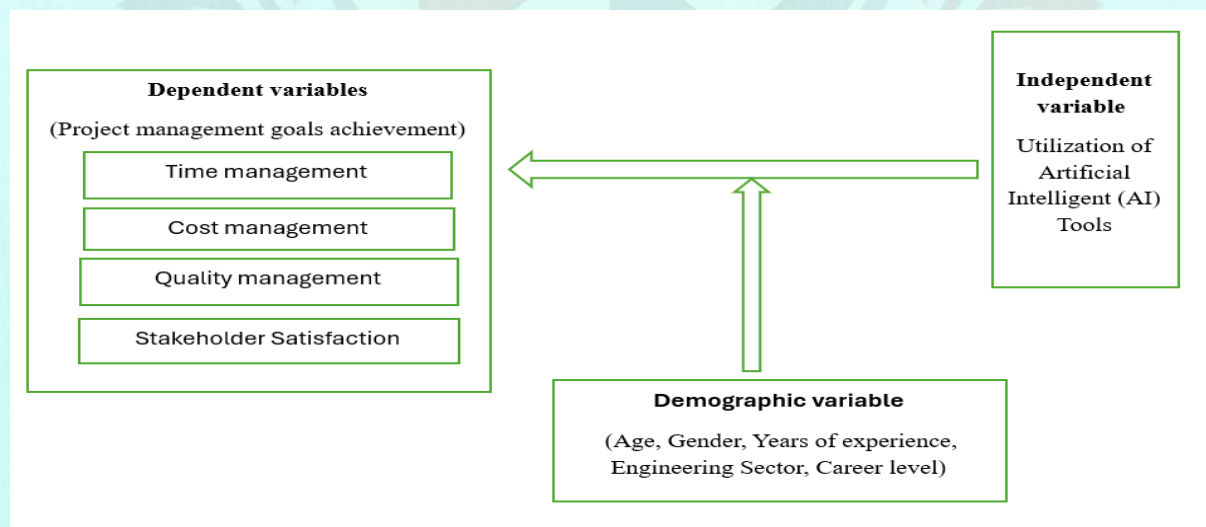 Dependent variables
(Project management goals achievement)
Time management
Cost management
Quality management
Stakeholder Satisfaction
Independent
variable
Utilization of
Artificial
Intelligent (AI)
Tools
Demographic variable
(Age, Gender, Years of experience,
Engineering Sector, Career level)